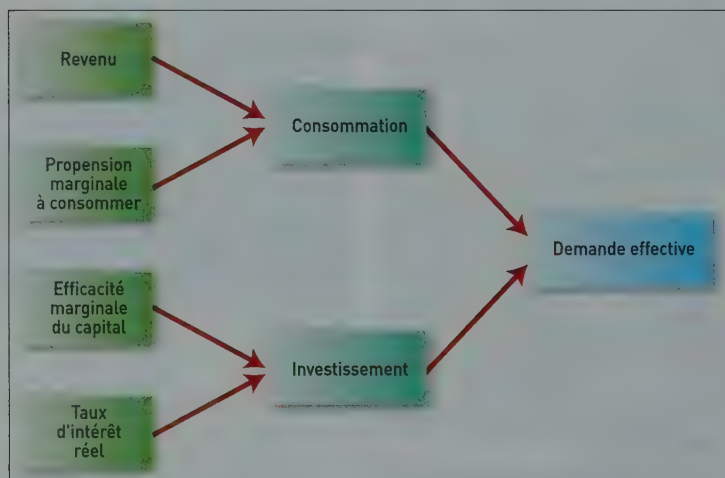 Revenu
Consommation
Propension
marginale
à consommer
Demande effective
Efficacité
marginale
du capital
Investissement
Taux
d'intérêt
réel